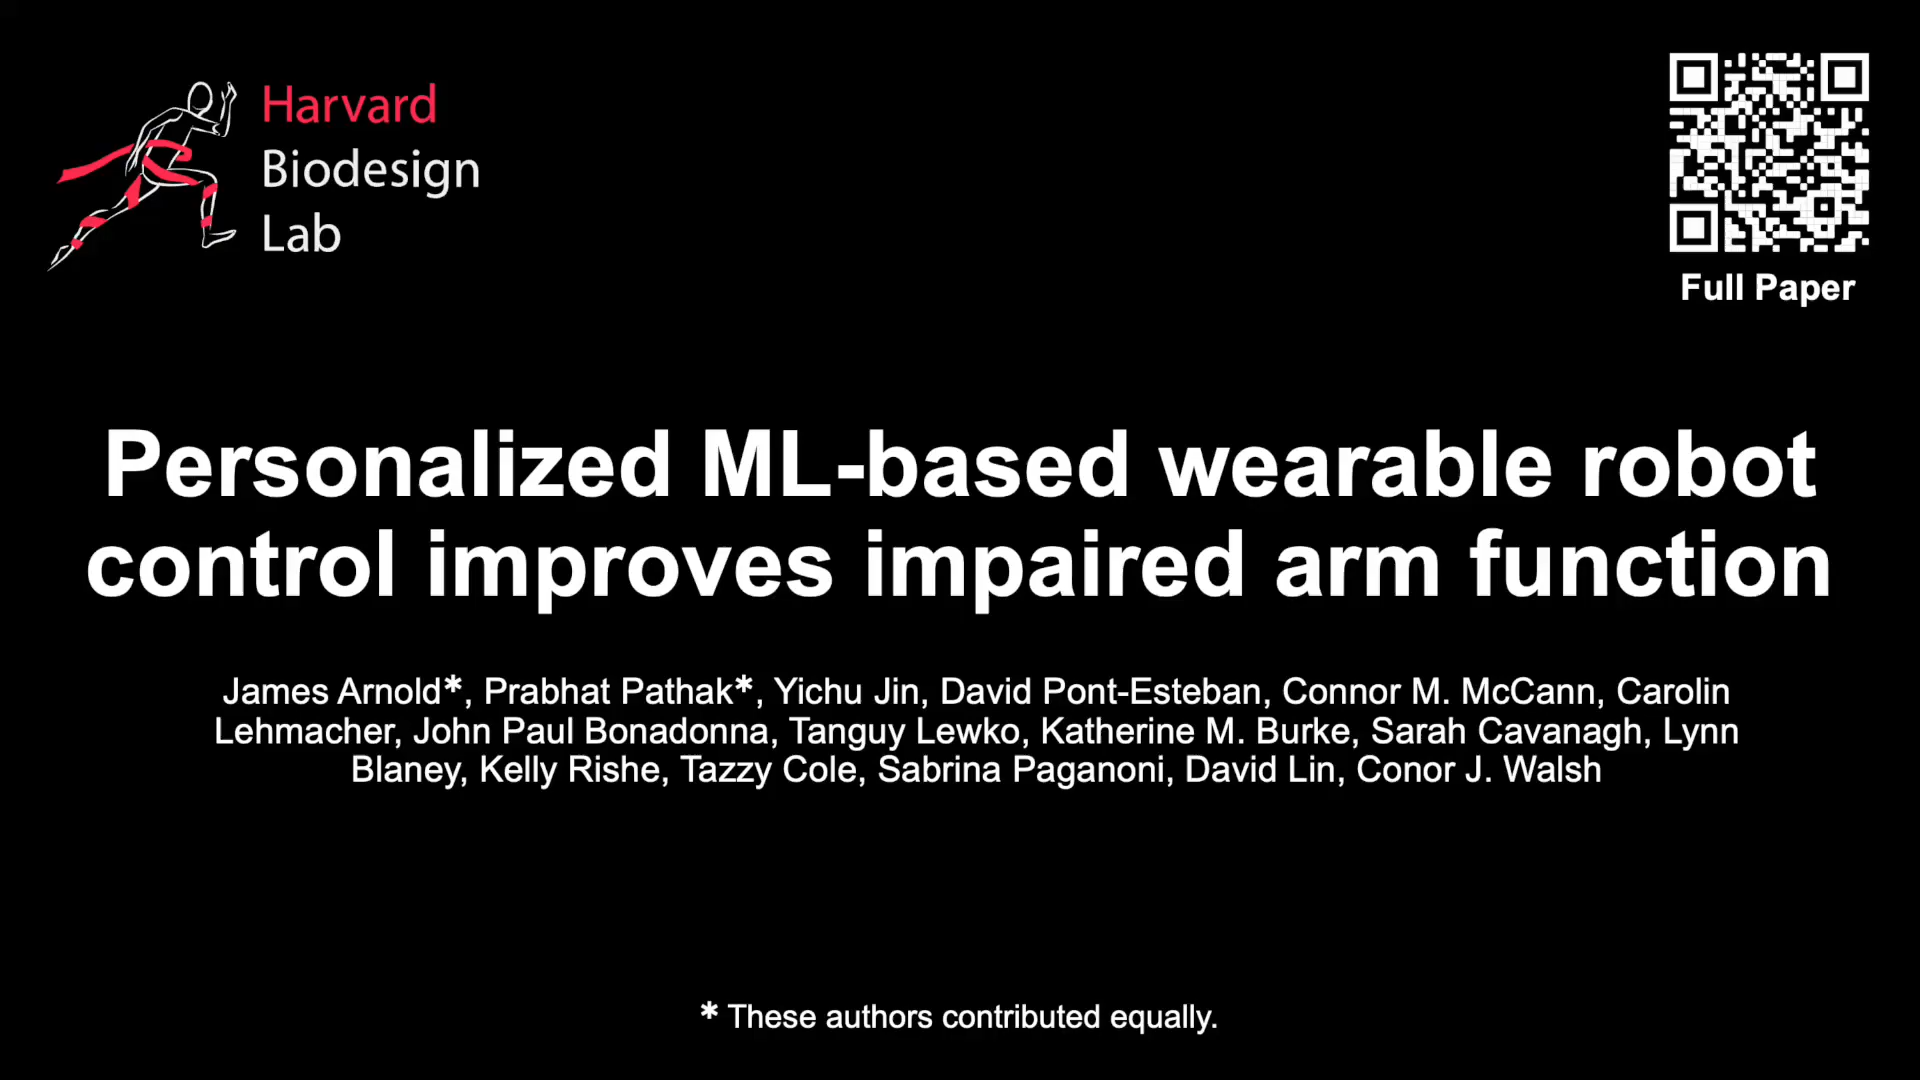 Harvard
Biodesign
Lab
Full Paper
Personalized ML-based wearable robot
control improves impaired arm function
James Arnold*, Prabhat Pathak*, Yichu Jin, David Pont-Esteban, Connor M. McCann, Carolin
Lehmacher, John Paul Bonadonna, Tanguy Lewko, Katherine M. Burke, Sarah Cavanagh, Lynn
Blaney, Kelly Rishe, Tazzy Cole, Sabrina Paganoni, David Lin, Conor J. Walsh
* These authors contributed equally.